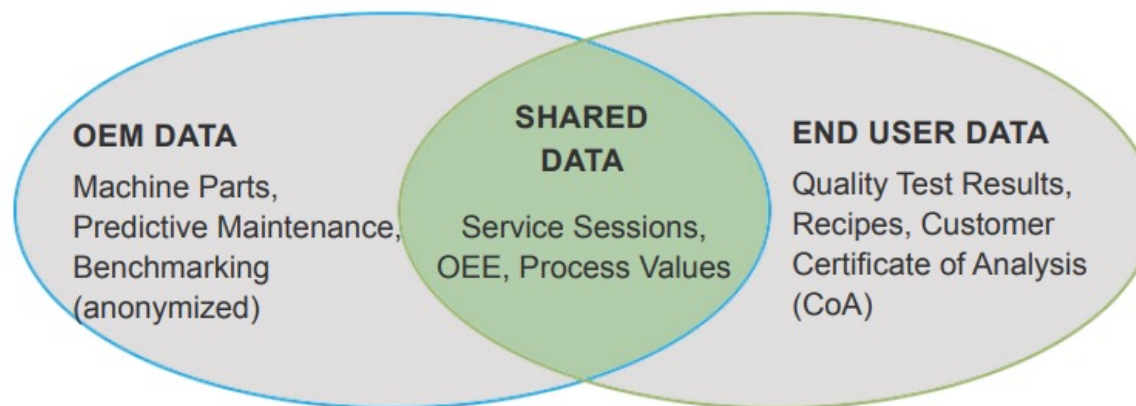 OEM DATA
Machine Parts,
Predictive Maintenance,
Benchmarking
(anonymized)
SHARED
DATA
Service Sessions,
OEE, Process Values
END USER DATA
Quality Test Results,
Recipes, Customer
Certificate of Analysis
(CoA)